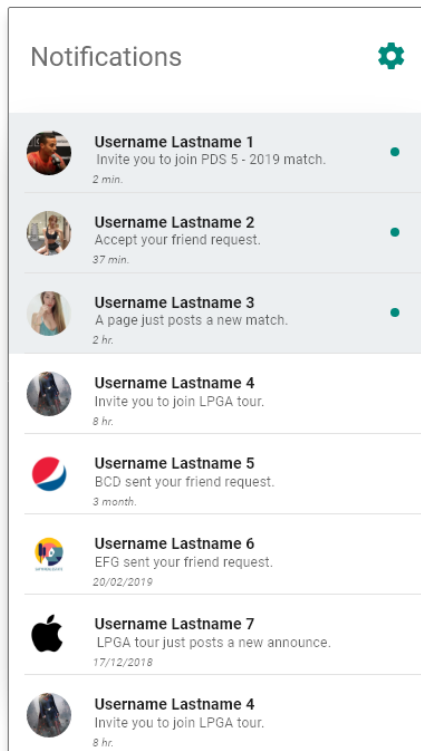 Notifications
Username Lastname 1
Invite you to join PDS 5 - 2019 match.
2 min.
Username Lastname 2
Accept your friend request.
37 min.
Username Lastname 3
A page just posts a new match.
2 hr.
Username Lastname 4
Invite you to join LPGA tour.
8 hr.
Username Lastname 5
BCD sent your friend request.
3 month.
Username Lastname 6
EFG sent your friend request.
20/02/2019
Username Lastname 7
LPGA tour just posts a new announce.
17/12/2018
Username Lastname 4
Invite you to join LPGA tour.
8 hr.